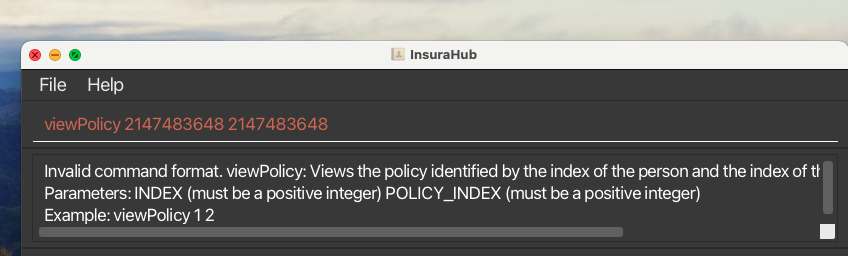 InsuraHub
File Help
viewPolicy 2147483648 2147483648
Invalid command format. viewPolicy: Views the policy identified by the index of the person and the index of
Parameters: INDEX (must be a positive integer) POLICY_INDEX (must be a positive integer)
Example: viewPolicy 1 2